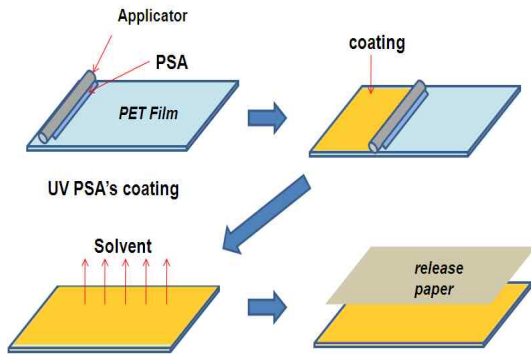 Applicator
PSA
PET Film
coating
UV PSA's coating
Solvent
release
paper